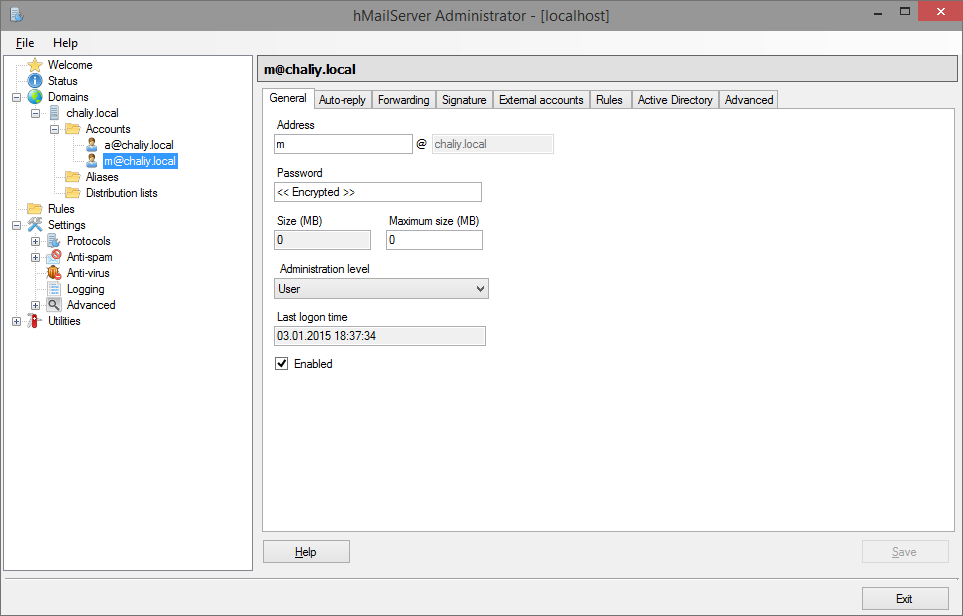 hMailServer Administrator - [localhost]
File Help
Welcome
Status
Domains
chaliy.local
Accounts
a@chaliy.local
m@chaliy.local
Aliases
Distribution lists
Rules
Settings
Protocols
Anti-spam
Anti-virus
Logging
Advanced
Utilities
m@chaliy.local
General Auto-reply Forwarding Signature External accounts Rules Active Directory Advanced
Address
m @ chaliy.local
Password
<< Encrypted >>
Size (MB) Maximum size (MB)
0 0
Administration level
User
Last logon time
03.01.2015 18:37:34
Enabled
Help Save
Exit